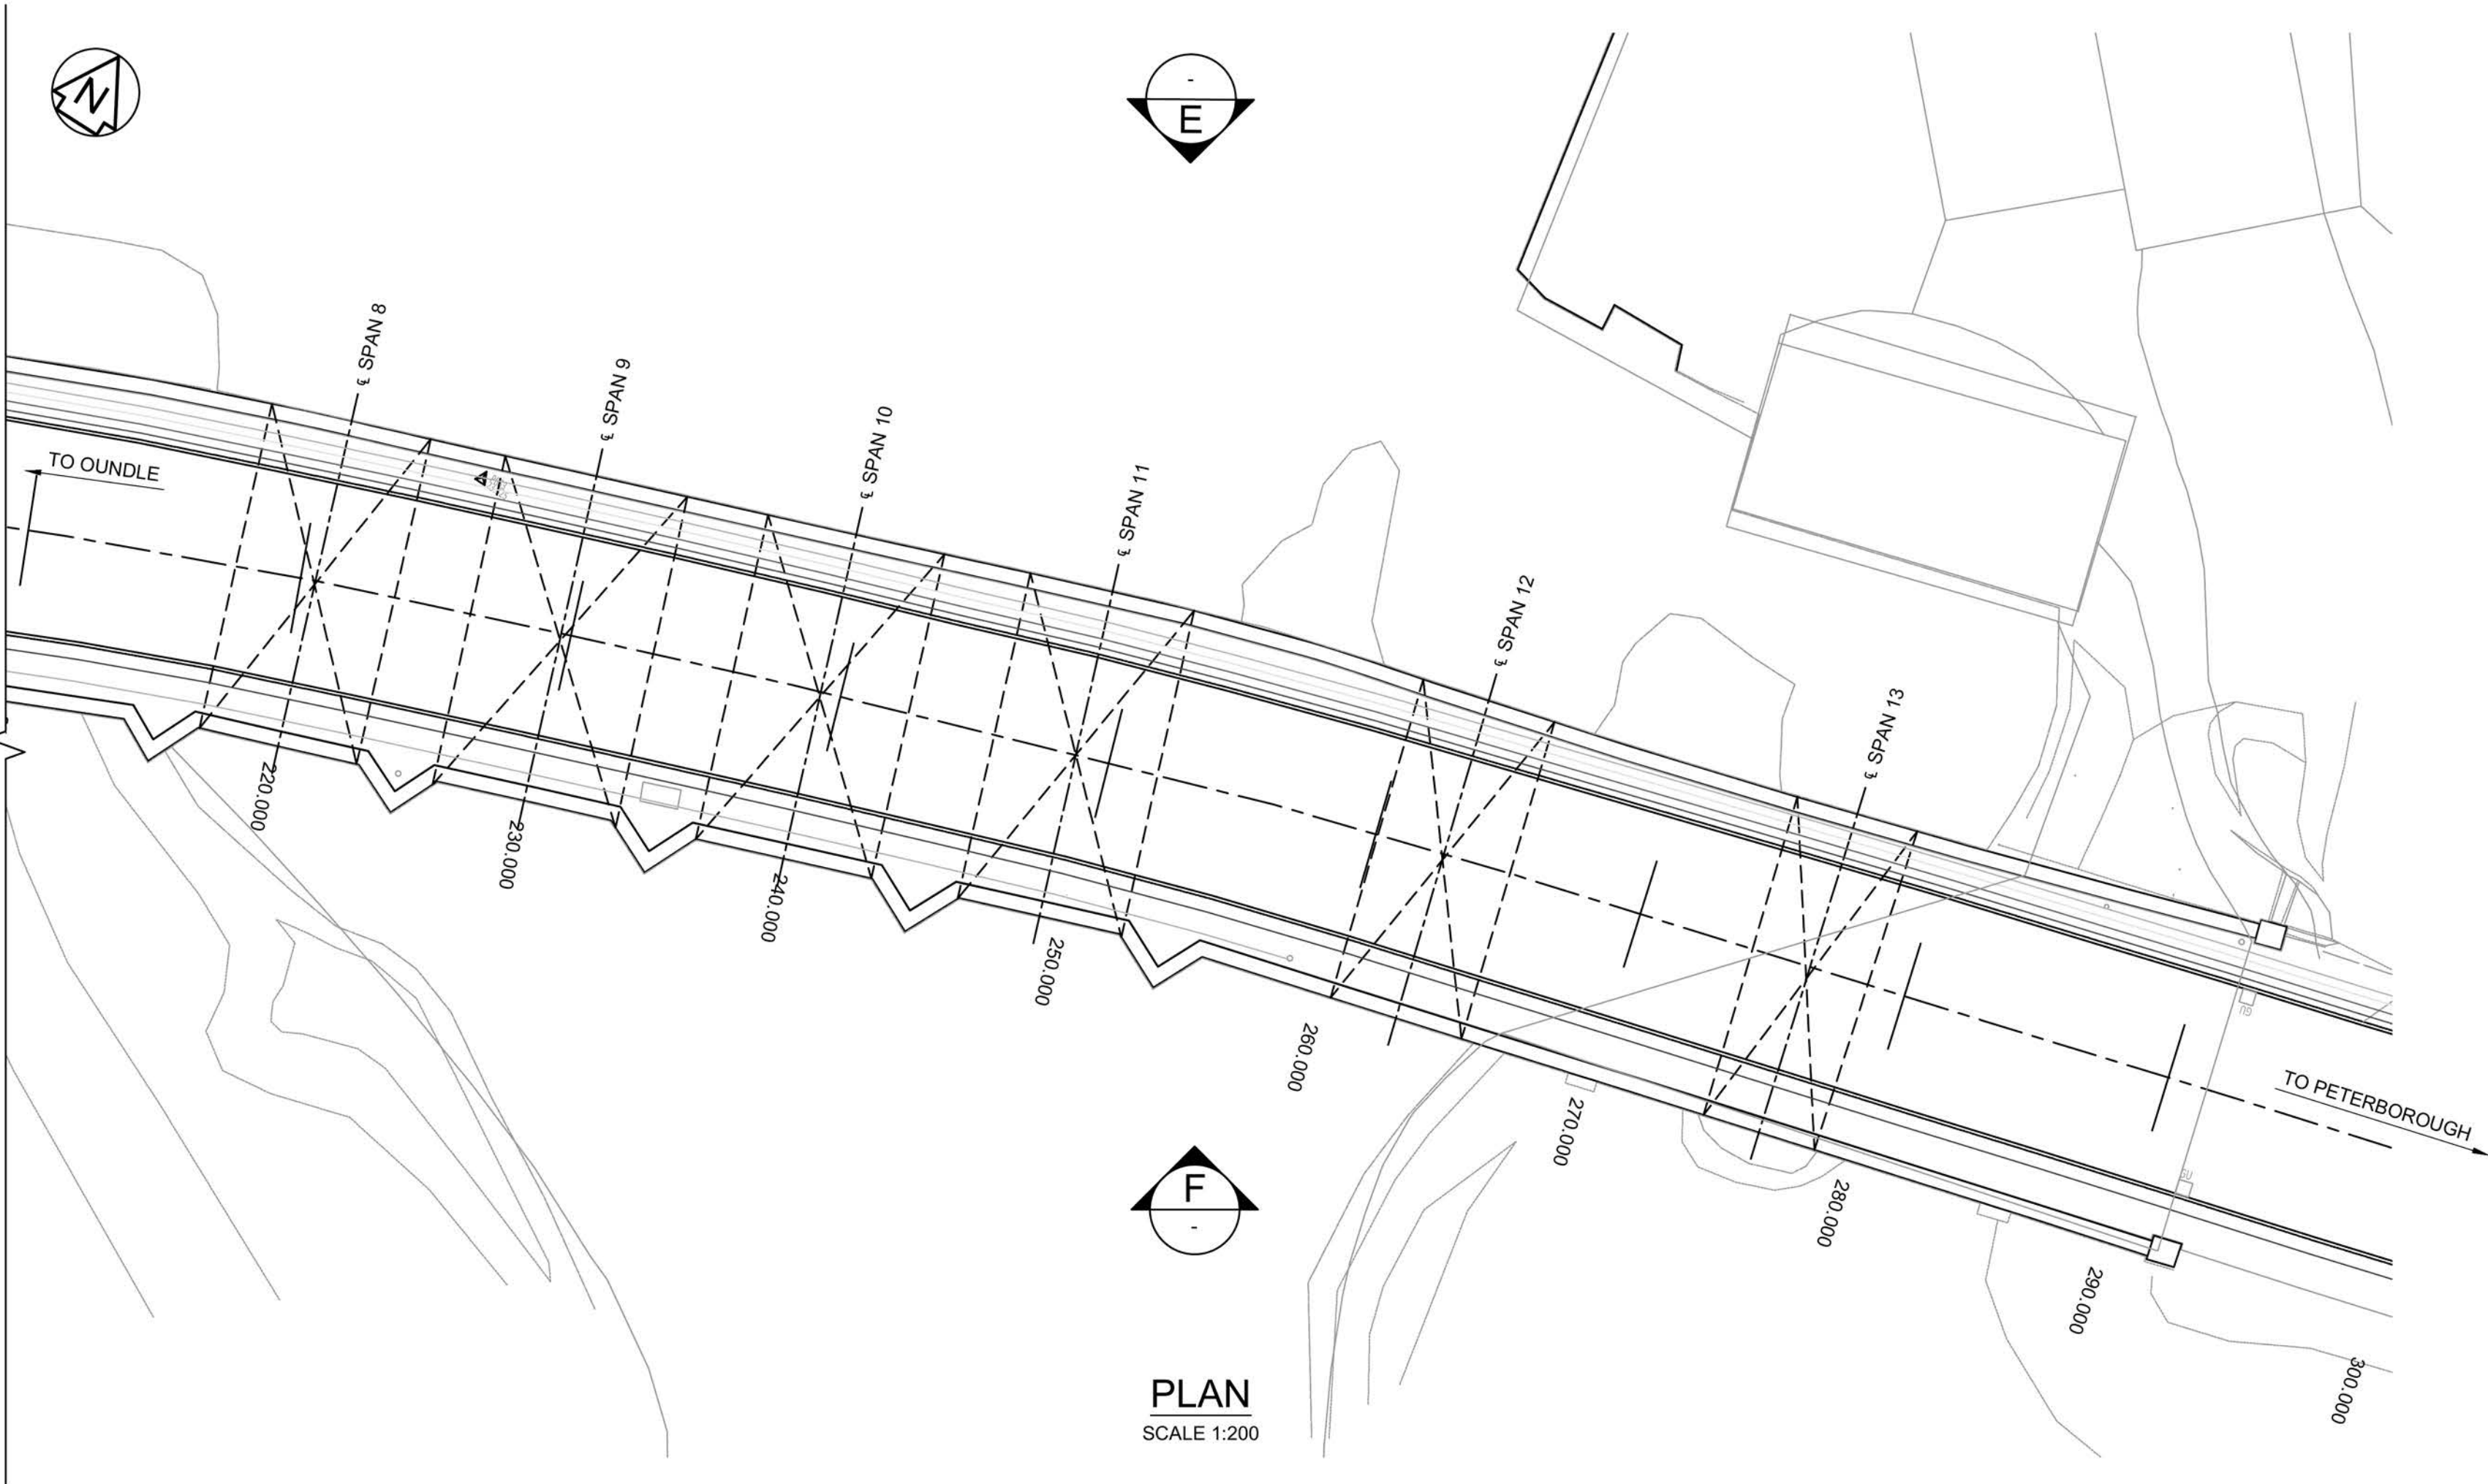 N
-
E
℄ SPAN 8
℄ SPAN 9
℄ SPAN 10
℄ SPAN 11
℄ SPAN 12
℄ SPAN 13
TO OUNDLE
220.000
230.000
240.000
250.000
260.000
270.000
280.000
290.000
300.000
GU
GU
TO PETERBOROUGH
F
-
PLAN
SCALE 1:200